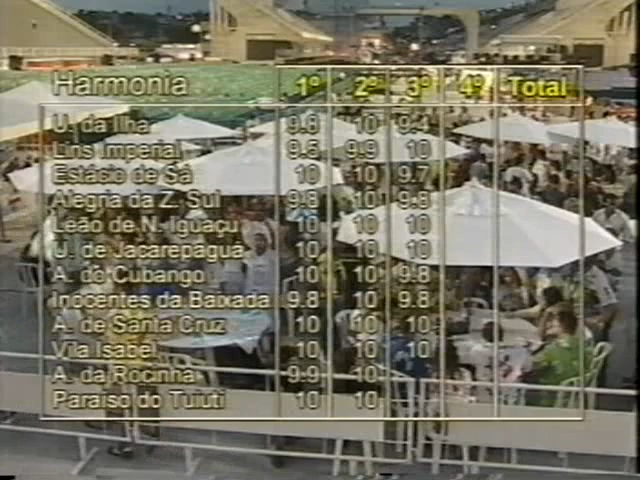 Harmonia 1º 2º 3º 4º Total
U. da Ilha 9.8 10 9.4
Lins Imperial 9.5 9.9 10
Estácio de Sá 10 10 9.7
Alegria da Z. Sul 9.8 10 9.8
Leão de N. Iguaçu 10 10 10
U. de Jacarepaguá 10 10 10
A. do Cubango 10 10 9.8
Inocentes da Baixada 9.8 10 9.8
A. de Santa Cruz 10 10 10
Vila Isabel 10 10 10
A. da Rocinha 9.9 10
Paraíso do Tuiuti 10 10